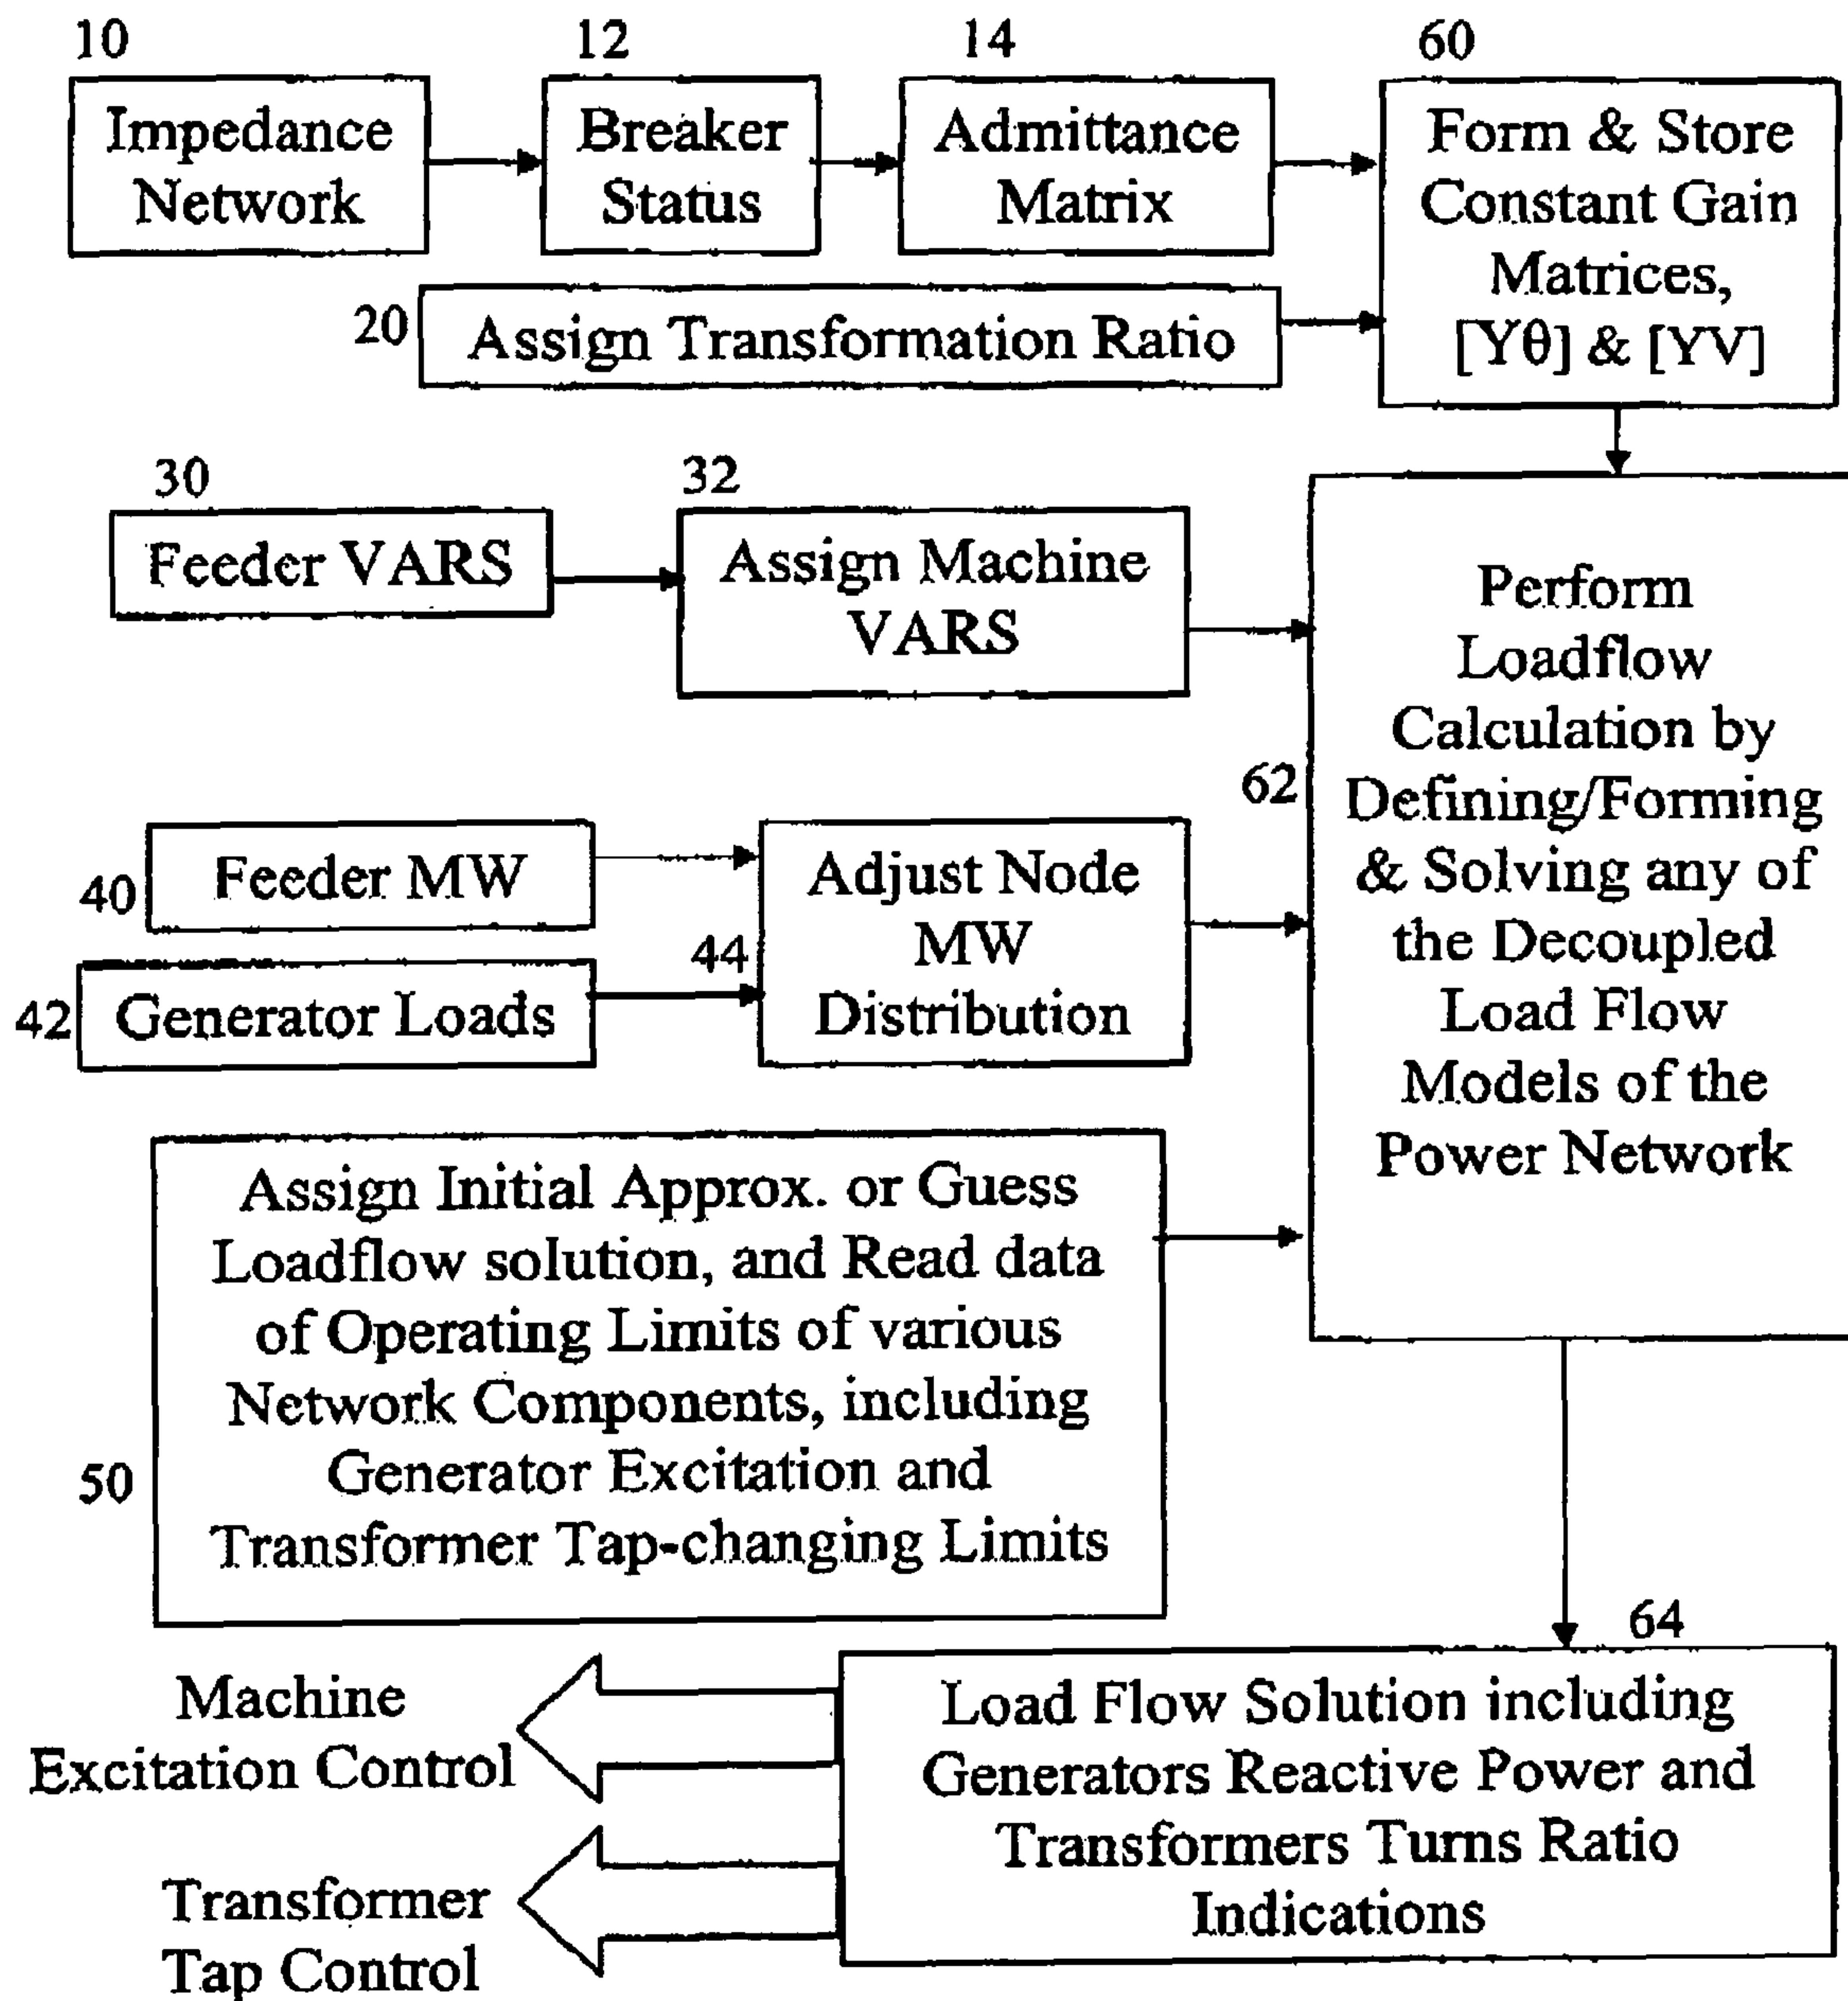 10
Impedance
Network
12
Breaker
Status
14
Admittance
Matrix
60
Form & Store
Constant Gain
Matrices,
[Yθ] & [YV]
20
Assign Transformation Ratio
30
Feeder VARS
32
Assign Machine
VARS
40
Feeder MW
42
Generator Loads
44
Adjust Node
MW
Distribution
62
Perform
Loadflow
Calculation by
Defining/Forming
& Solving any of
the Decoupled
Load Flow
Models of the
Power Network
50
Assign Initial Approx. or Guess
Loadflow solution, and Read data
of Operating Limits of various
Network Components, including
Generator Excitation and
Transformer Tap-changing Limits
64
Load Flow Solution including
Generators Reactive Power and
Transformers Turns Ratio
Indications
Machine
Excitation Control
Transformer
Tap Control